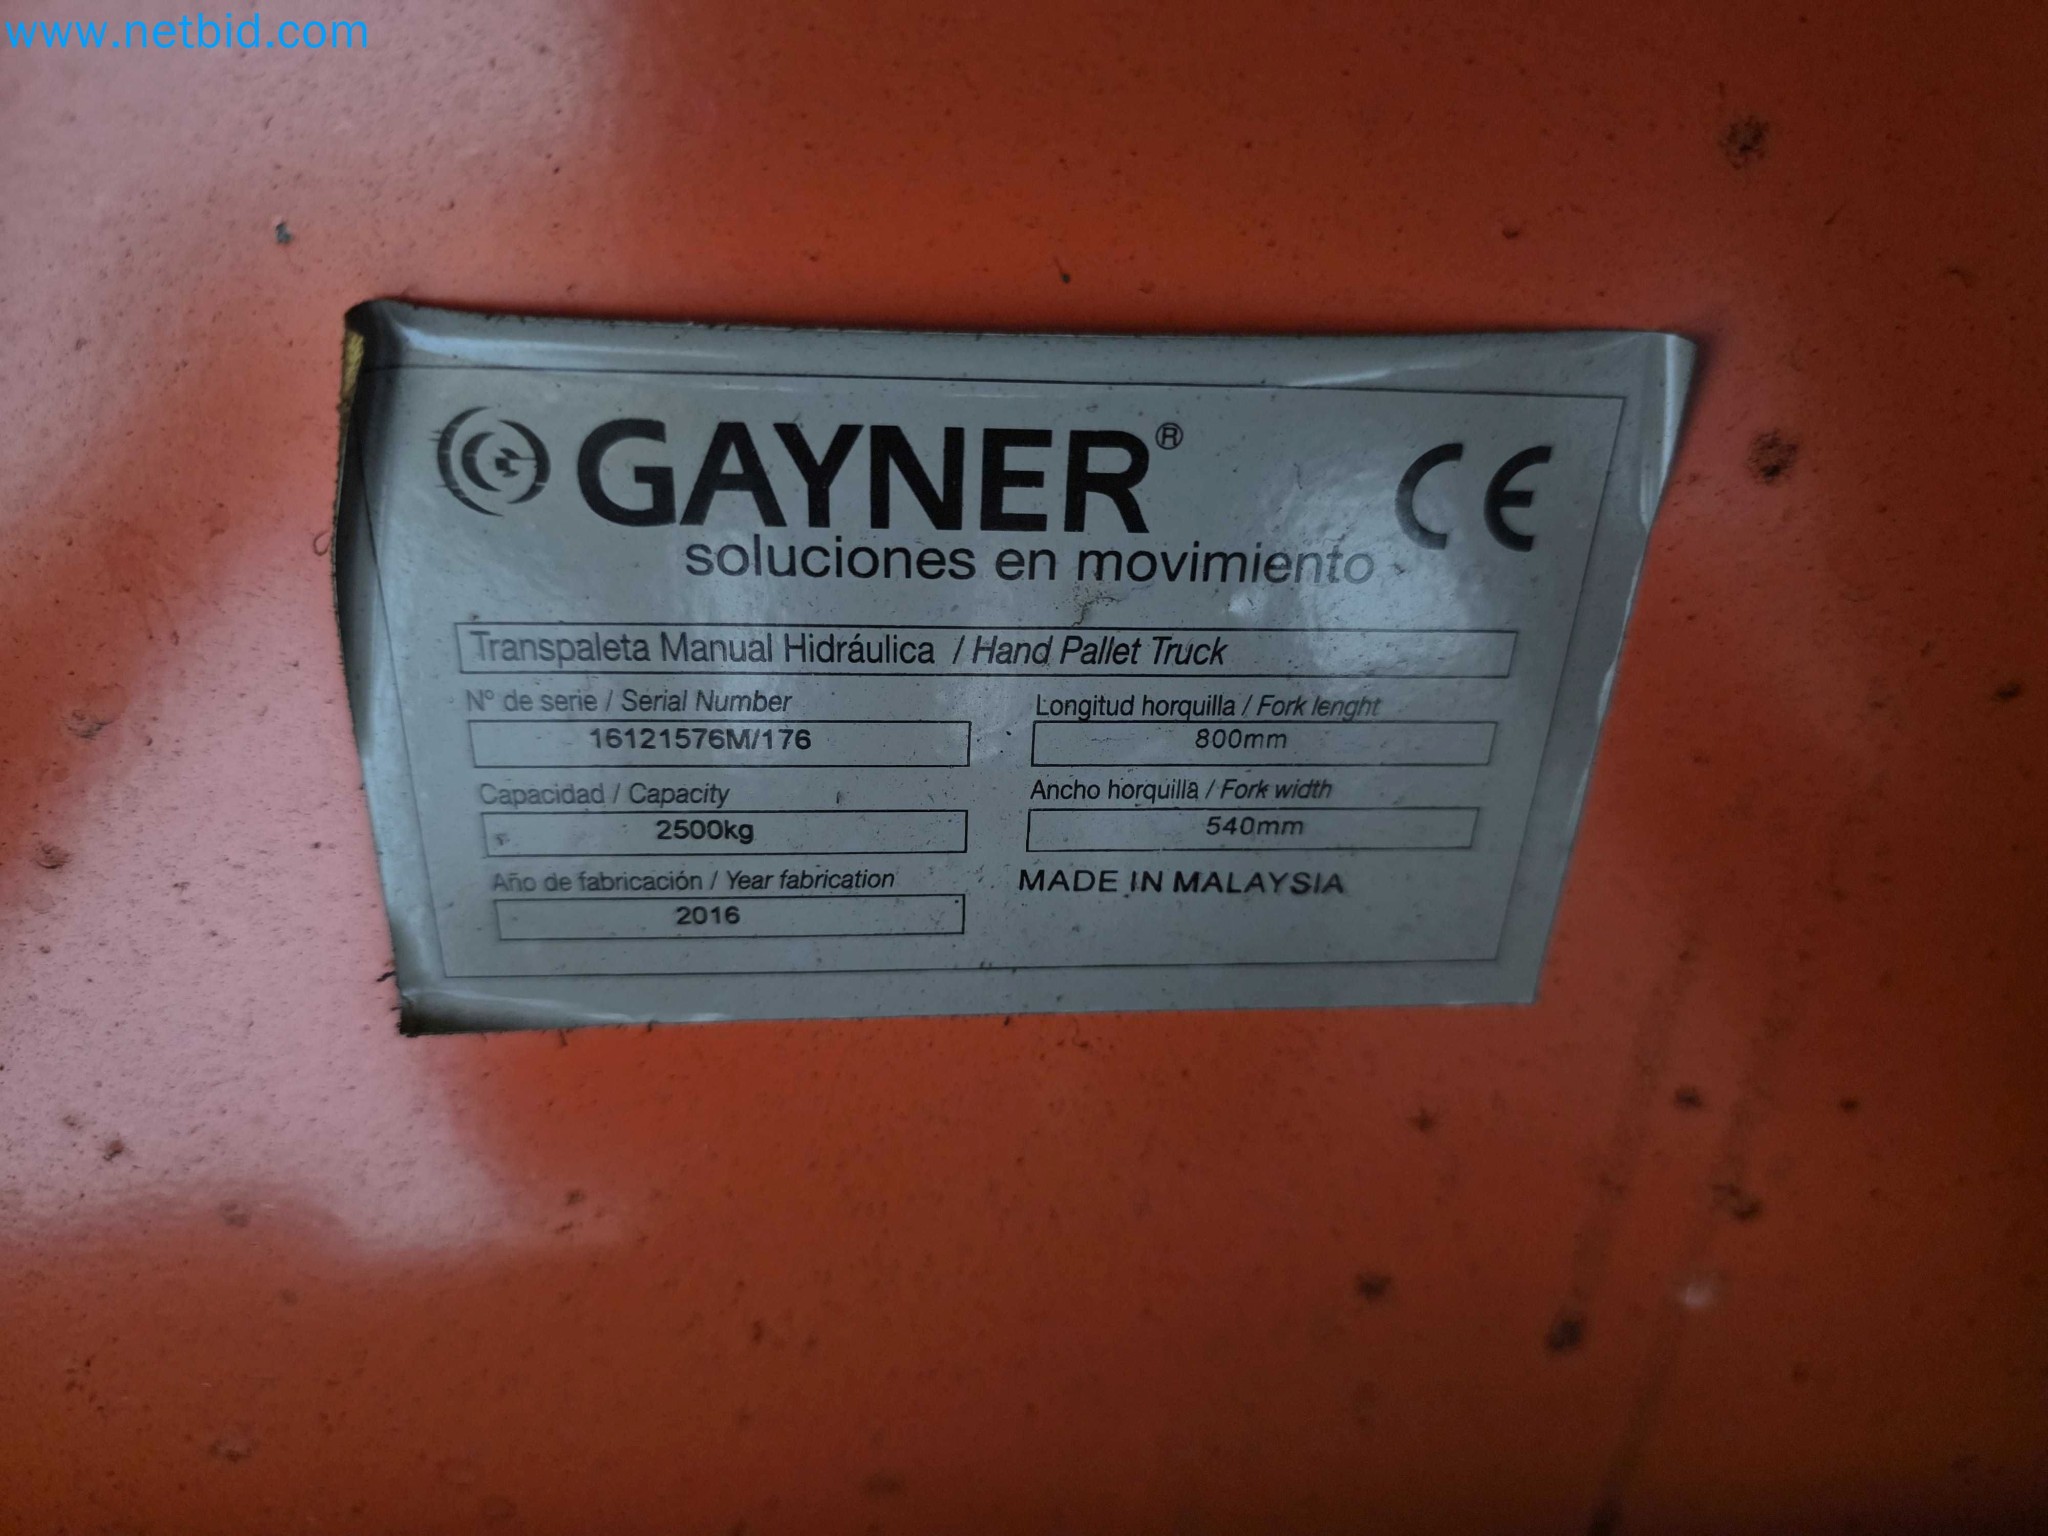 www.netbid.com
GAYNER®
CE
soluciones en movimiento
Transpaleta Manual Hidráulica / Hand Pallet Truck
Nº de serie / Serial Number
16121576M/176
Longitud horquilla / Fork lenght
800mm
Capacidad / Capacity
2500kg
Ancho horquilla / Fork width
540mm
Año de fabricación / Year fabrication
2016
MADE IN MALAYSIA